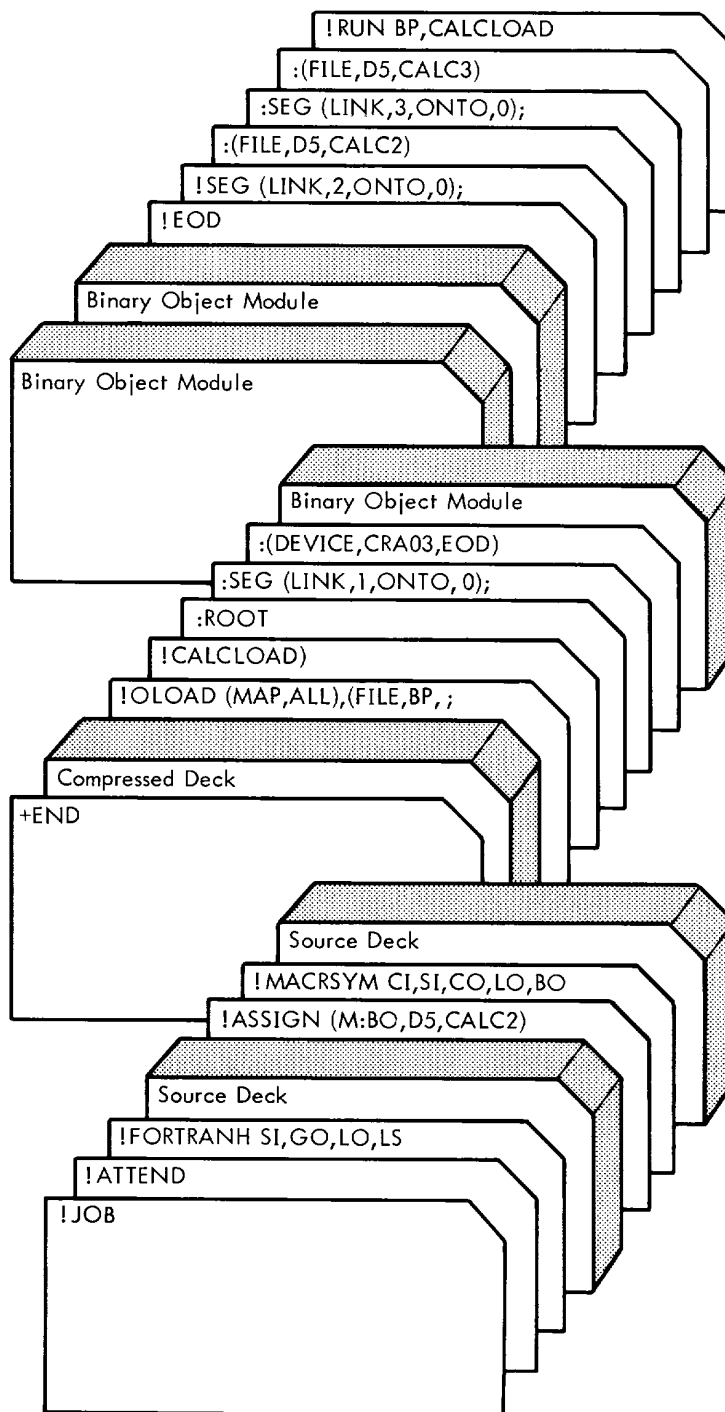 !RUN BP,CALCLOAD
:(FILE,D5,CALC3)
:SEG (LINK,3,ONTO,0);
:(FILE,D5,CALC2)
!SEG (LINK,2,ONTO,0);
!EOD
Binary Object Module
Binary Object Module
Binary Object Module
:(DEVICE,CRA03,EOD)
:SEG (LINK,1,ONTO,0);
:ROOT
!CALCLOAD)
!OLOAD (MAP,ALL),(FILE,BP, ;
Compressed Deck
+END
Source Deck
!MACRSYM CI,SI,CO,LO,BO
!ASSIGN (M:BO,D5,CALC2)
Source Deck
!FORTRANH SI,GO,LO,LS
!ATTEND
!JOB